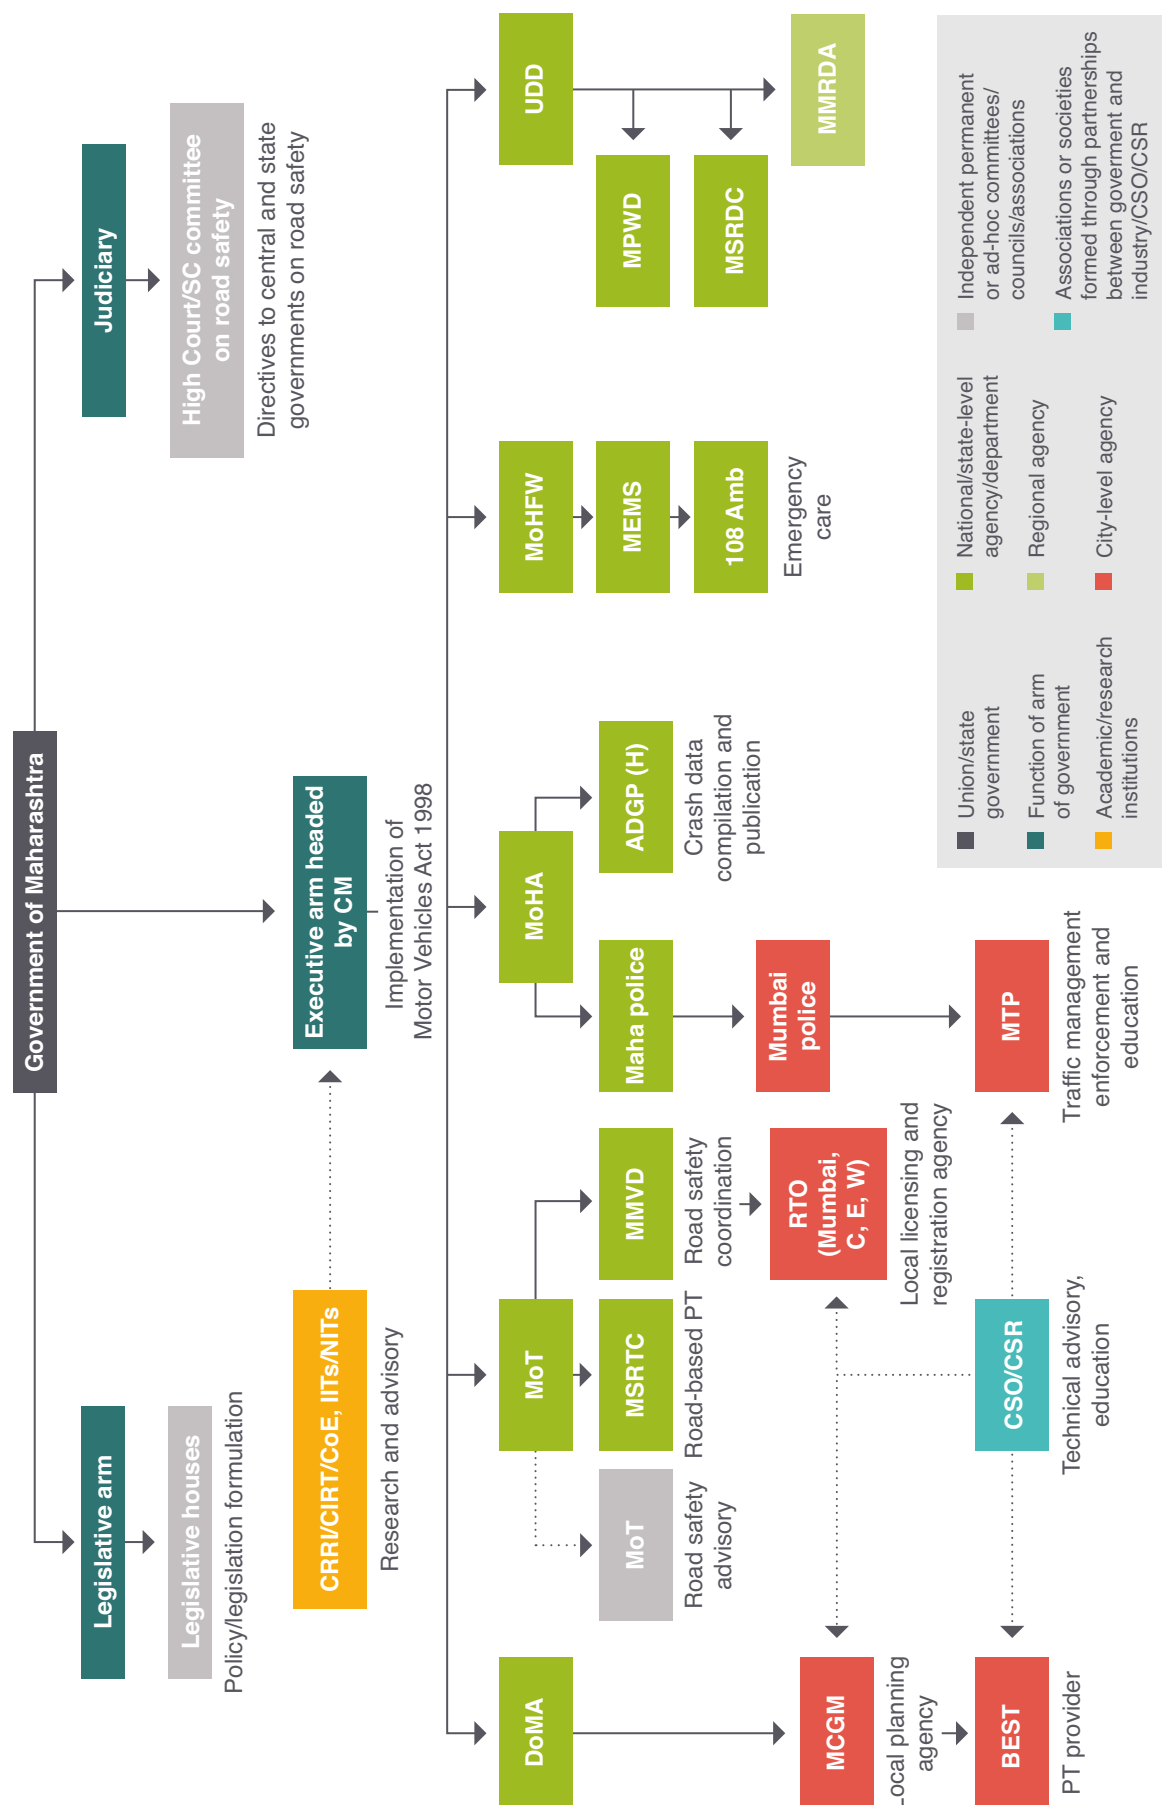 Government of Maharashtra
Legislative arm
Legislative houses
Policy/legislation formulation
Judiciary
High Court/SC committee
on road safety
Directives to central and state
governments on road safety
CRRI/CIRT/CoE, IITs/NITs
Research and advisory
Executive arm headed
by CM
Implementation of
Motor Vehicles Act 1998
DoMA
MoT
MoHA
MoHFW
UDD
MoT
Road safety
advisory
MSRTC
Road-based PT
MMVD
Road safety
coordination
Maha police
ADGP (H)
Crash data
compilation and
publication
MEMS
108 Amb
Emergency
care
MPWD
MSRDC
MMRDA
MCGM
Local planning
agency
RTO
(Mumbai,
C, E, W)
Local licensing and
registration agency
Mumbai
police
BEST
PT provider
CSO/CSR
Technical advisory,
education
MTP
Traffic management
enforcement and
education
Union/state
government
Function of arm
of government
Academic/research
institutions
National/state-level
agency/department
Regional agency
City-level agency
Independent permanent
or ad-hoc committees/
councils/associations
Associations or societies
formed through partnerships
between goverment and
industry/CSO/CSR